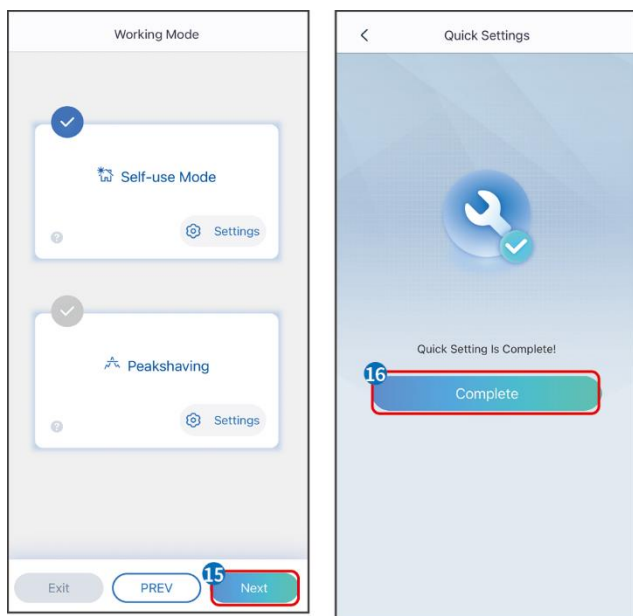 Working Mode
Self-use Mode
? Settings
Peakshaving
? Settings
Exit PREV 15 Next
Quick Settings
Quick Setting Is Complete!
16
Complete